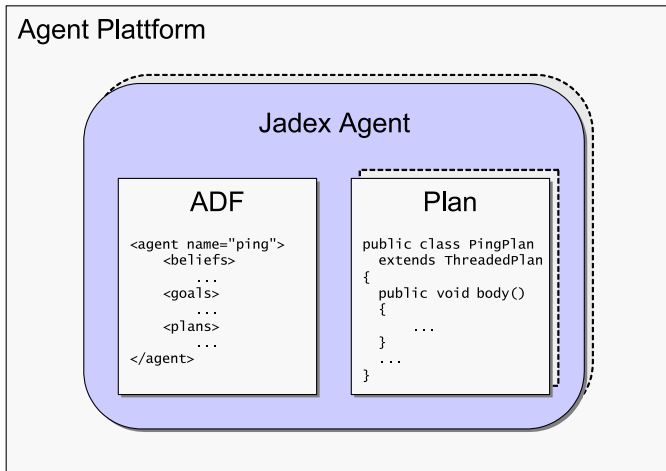 Agent Plattform
Jadex Agent
ADF
<agent name="ping">
<beliefs>
...
<goals>
...
<plans>
...
</agent>
Plan
public class PingPlan
extends ThreadedPlan
{
public void body()
{
...
}
...
}